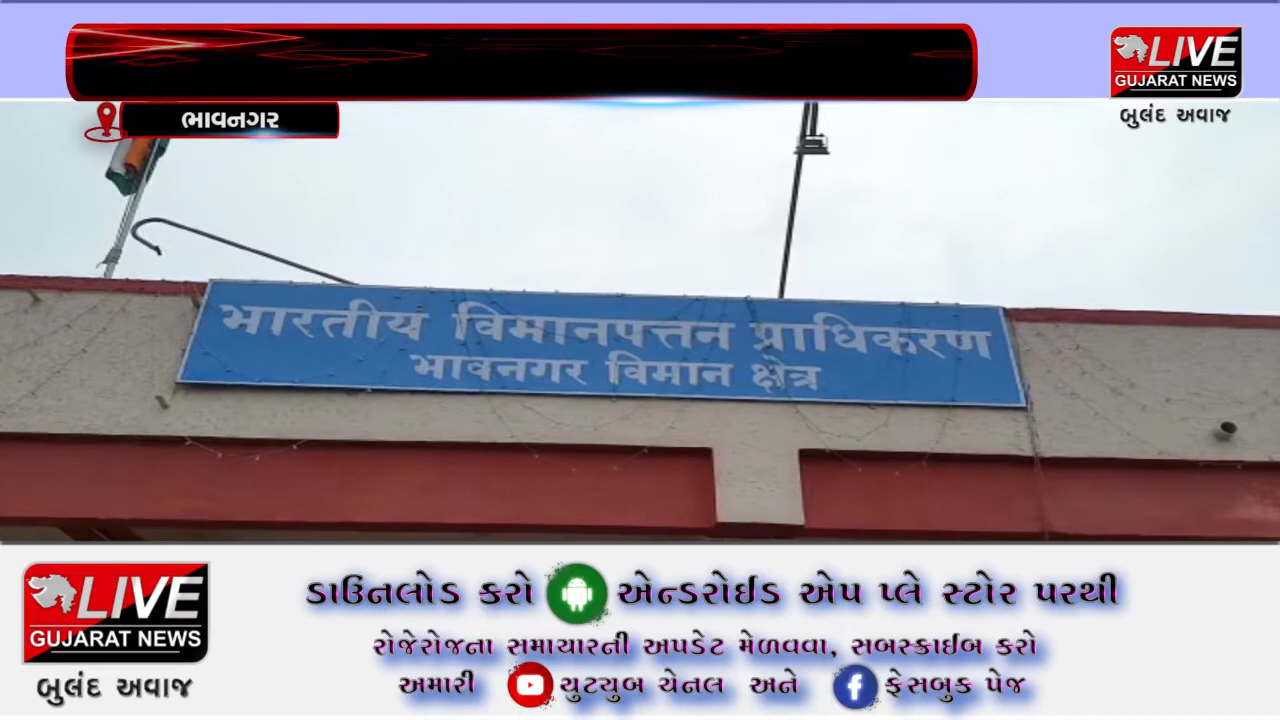 LIVE
GUJARAT NEWS
બુલંદ અવાજ
ભાવનગર
भारतीय विमानपत्तन प्राधिकरण
भावनगर विमान क्षेत्र
LIVE
GUJARAT NEWS
બુલંદ અવાજ
ડાઉનલોડ કરો એન્ડરોઈડ એપ પ્લે સ્ટોર પરથી
રોજેરોજના સમાચારની અપડેટ મેળવવા, સબસ્ક્રાઈબ કરો
અમારી યુટયુબ ચેનલ અને ફેસબુક પેજ